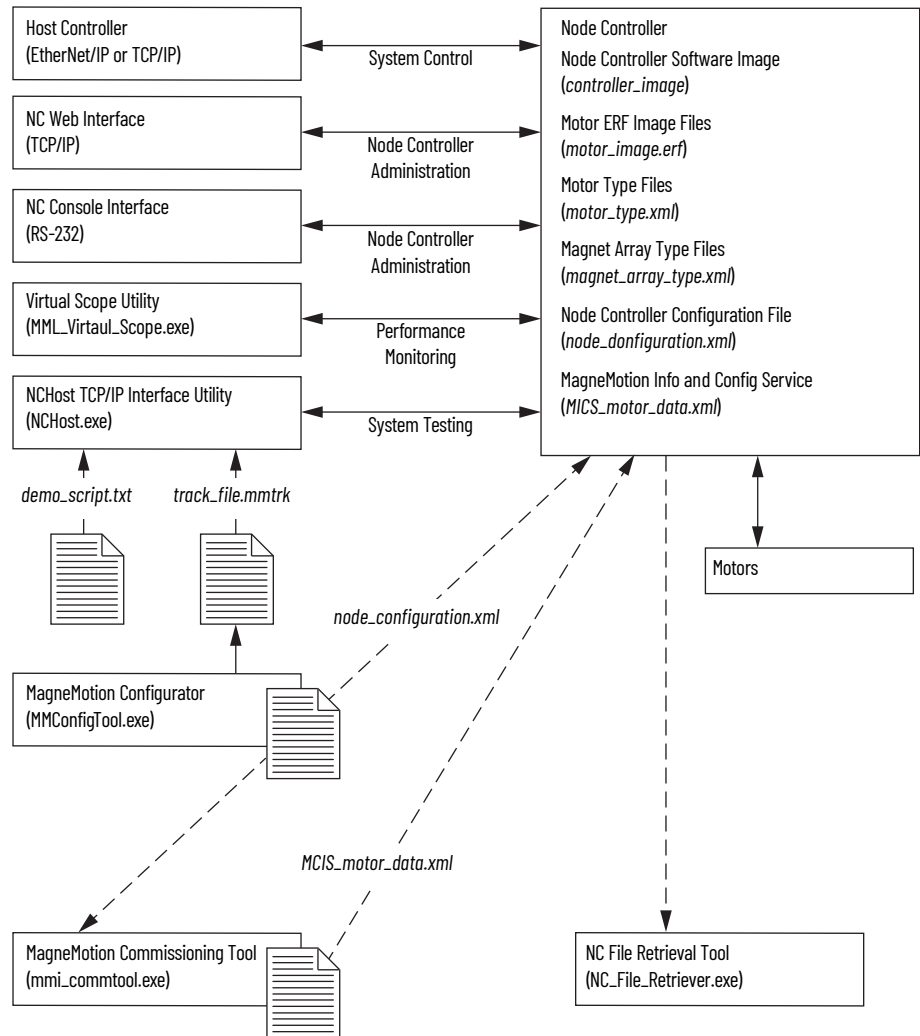 Host Controller
(EtherNet/IP or TCP/IP)
System Control
NC Web Interface
(TCP/IP)
Node Controller
Administration
NC Console Interface
(RS-232)
Node Controller
Administration
Virtual Scope Utility
(MML_Virtaul_Scope.exe)
Performance
Monitoring
NCHost TCP/IP Interface Utility
(NCHost.exe)
System Testing
Node Controller
Node Controller Software Image
(controller_image)
Motor ERF Image Files
(motor_image.erf)
Motor Type Files
(motor_type.xml)
Magnet Array Type Files
(magnet_array_type.xml)
Node Controller Configuration File
(node_donfiguration.xml)
MagneMotion Info and Config Service
(MICS_motor_data.xml)
demo_script.txt
track_file.mmtrk
Motors
node_configuration.xml
MagneMotion Configurator
(MMConfigTool.exe)
MCIS_motor_data.xml
MagneMotion Commissioning Tool
(mmi_commtool.exe)
NC File Retrieval Tool
(NC_File_Retriever.exe)